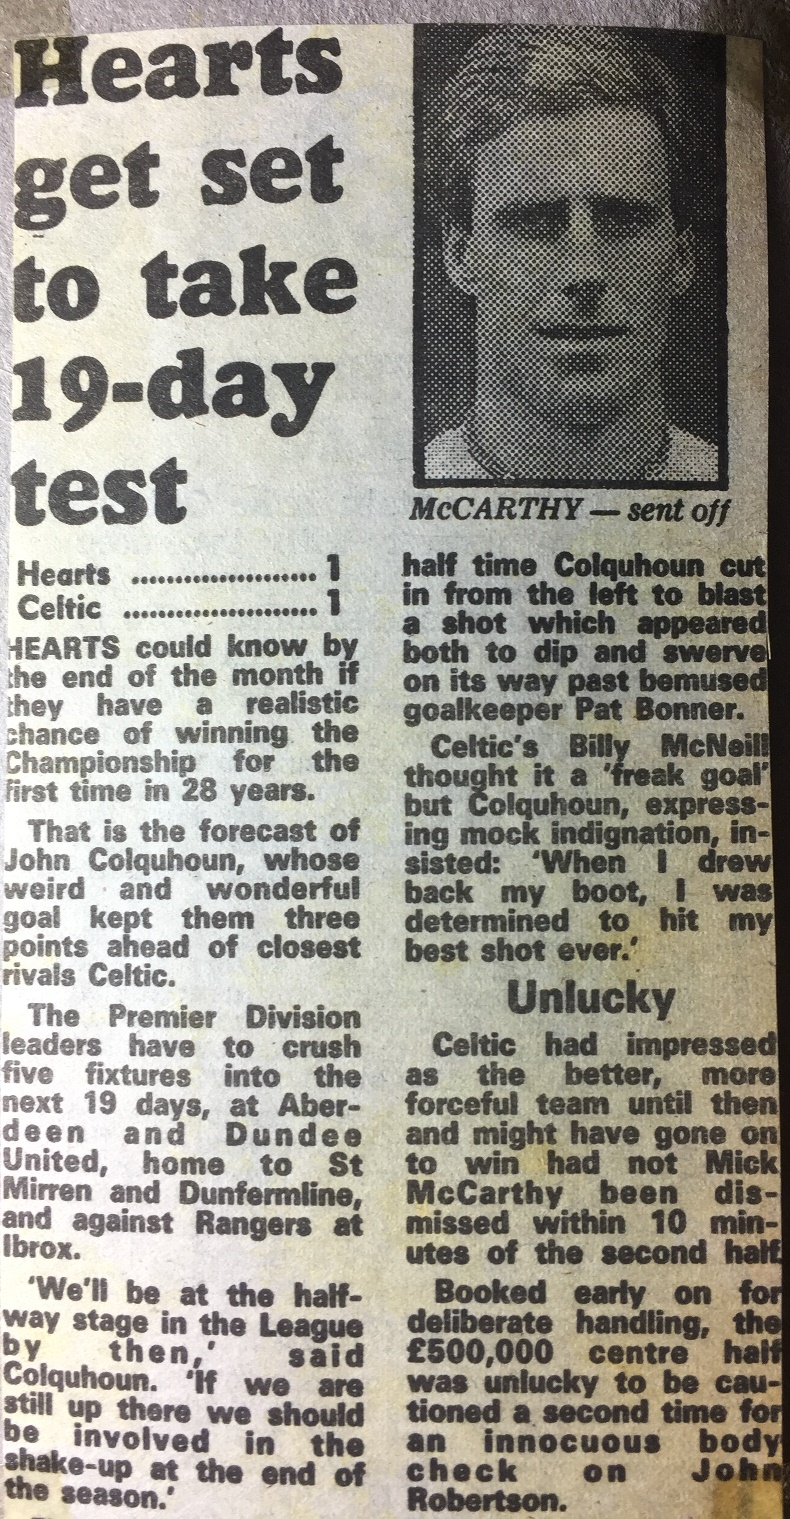 Hearts
get set
to take
19-day
test
McCARTHY — sent off
Hearts ..................... 1
Celtic ...................... 1
HEARTS could know by
the end of the month if
they have a realistic
chance of winning the
Championship for the
first time in 28 years.
That is the forecast of
John Colquhoun, whose
weird and wonderful
goal kept them three
points ahead of closest
rivals Celtic.
The Premier Division
leaders have to crush
five fixtures into the
next 19 days, at Aber-
deen and Dundee
United, home to St
Mirren and Dunfermline,
and against Rangers at
Ibrox.
'We'll be at the half-
way stage in the League
by then,' said
Colquhoun. 'If we are
still up there we should
be involved in the
shake-up at the end of
the season.'
half time Colquhoun cut
in from the left to blast
a shot which appeared
both to dip and swerve
on its way past bemused
goalkeeper Pat Bonner.
Celtic's Billy McNeill
thought it a 'freak goal'
but Colquhoun, express-
ing mock indignation, in-
sisted: 'When I drew
back my boot, I was
determined to hit my
best shot ever.'
Unlucky
Celtic had impressed
as the better, more
forceful team until then
and might have gone on
to win had not Mick
McCarthy been dis-
missed within 10 min-
utes of the second half.
Booked early on for
deliberate handling, the
£500,000 centre half
was unlucky to be cau-
tioned a second time for
an innocuous body
check on John
Robertson.